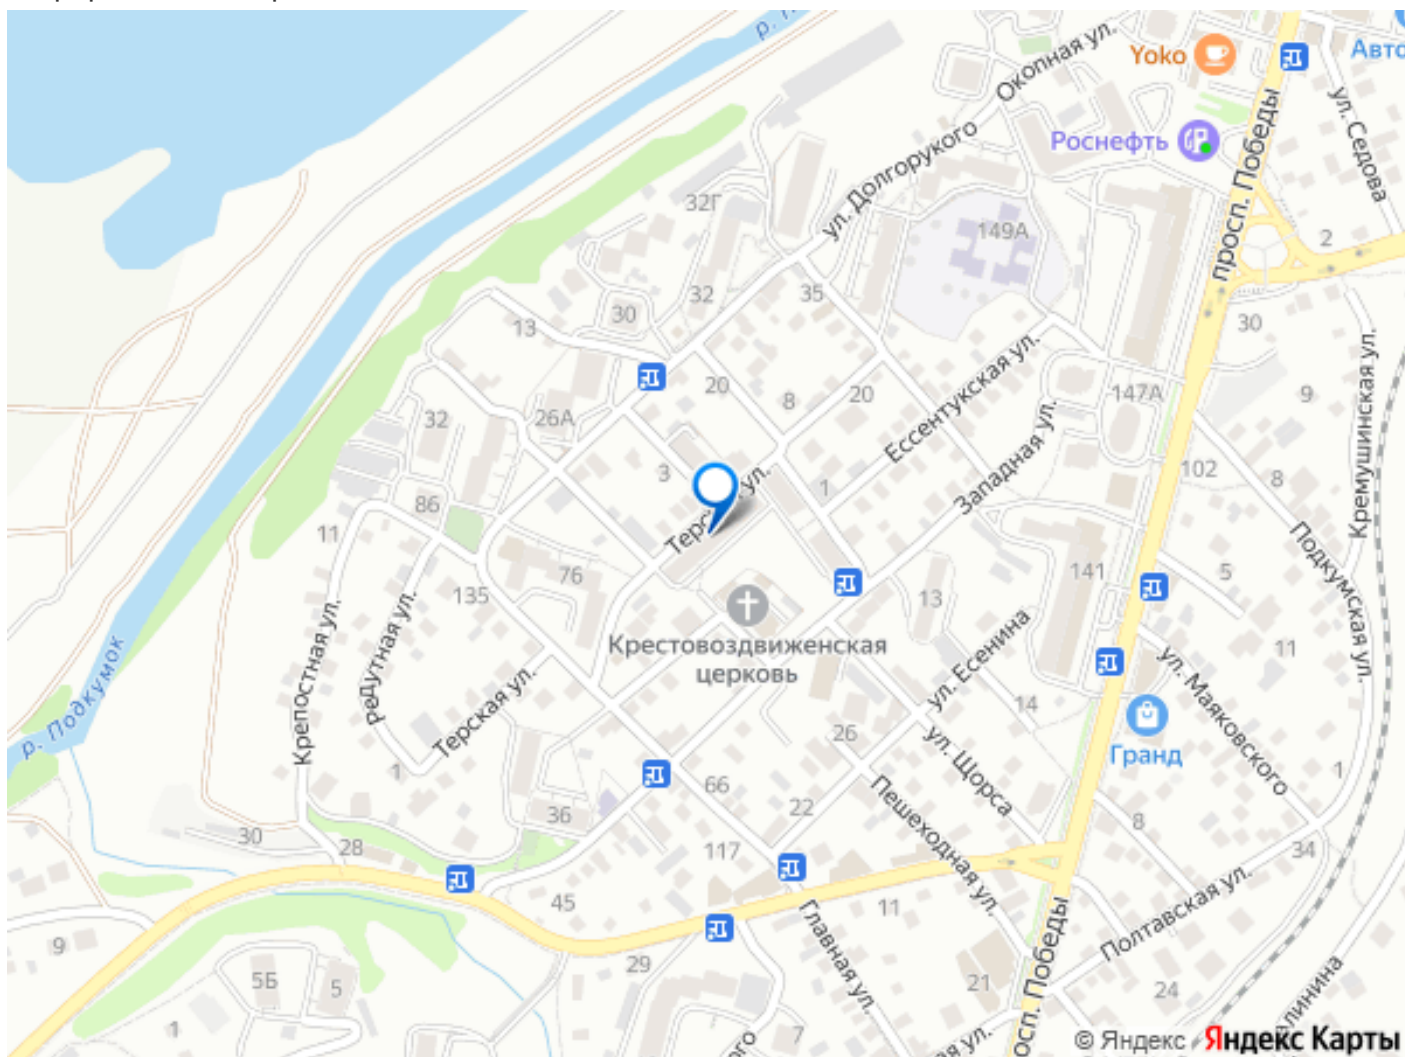 р. П
Окопная ул.
Yoko
Авто
просп. Победы
ул. Седова
Роснефть
ул. Долгорукого
32Г
149А
2
32
35
30
13
30
Ессентукская ул.
Кремушинская ул.
20
8
20
9
147А
32
26А
Западная ул.
3
102
8
1
86
11
Терская ул.
Подкумская ул.
76
141
5
135
13
Крепостная ул.
Редутная ул.
Крестовоздвиженская
церковь
ул. Есенина
11
р. Подкумок
Терская ул.
14
ул. Маяковского
26
ул. Щорса
Гранд
1
1
66
22
Пешеходная ул.
36
8
30
28
117
34
45
11
Полтавская ул.
Главная ул.
просп. Победы
9
29
5Б
5
21
24
1
7
© Яндекс
Яндекс Карты